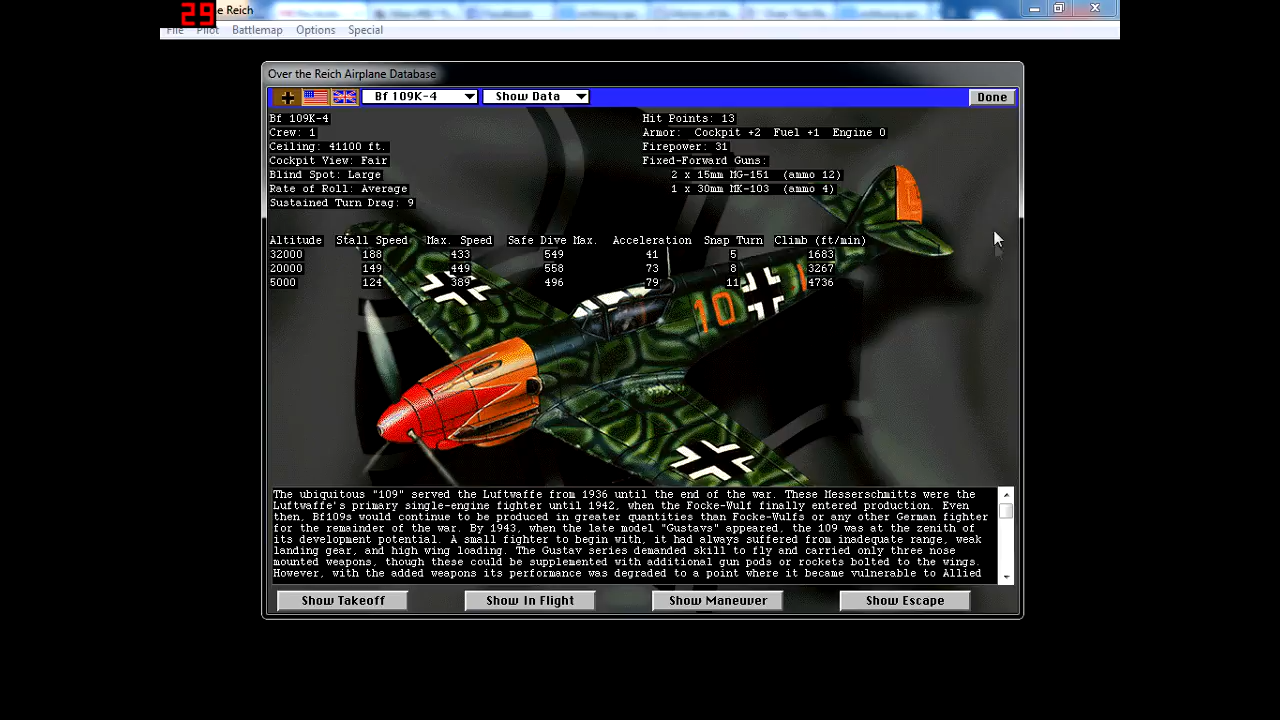 29
e Reich
File Pilot Battlemap Options Special
Over the Reich Airplane Database
Bf 109K-4 Show Data Done
Bf 109K-4
Crew: 1
Ceiling: 41100 ft.
Cockpit View: Fair
Blind Spot: Large
Rate of Roll: Average
Sustained Turn Drag: 9
Hit Points: 13
Armor: Cockpit +2 Fuel +1 Engine 0
Firepower: 31
Fixed-Forward Guns:
2 x 15mm MG-151 (ammo 12)
1 x 30mm MK-103 (ammo 4)
Altitude Stall Speed Max. Speed Safe Dive Max. Acceleration Snap Turn Climb (ft/min)
32000 188 433 549 41 5 1683
20000 149 449 558 73 8 3267
5000 124 389 496 79 11 4736
10
The ubiquitous "109" served the Luftwaffe from 1936 until the end of the war. These Messerschmitts were the
Luftwaffe's primary single-engine fighter until 1942, when the Focke-Wulf finally entered production. Even
then, Bf109s would continue to be produced in greater quantities than Focke-Wulfs or any other German fighter
for the remainder of the war. By 1943, when the late model "Gustavs" appeared, the 109 was at the zenith of
its development potential. A small fighter to begin with, it had always suffered from inadequate range, weak
landing gear, and high wing loading. The Gustav series demanded skill to fly and carried only three nose
mounted weapons, though these could be supplemented with additional gun pods or rockets bolted to the wings.
However, with the added weapons its performance was degraded to a point where it became vulnerable to Allied
Show Takeoff Show In Flight Show Maneuver Show Escape